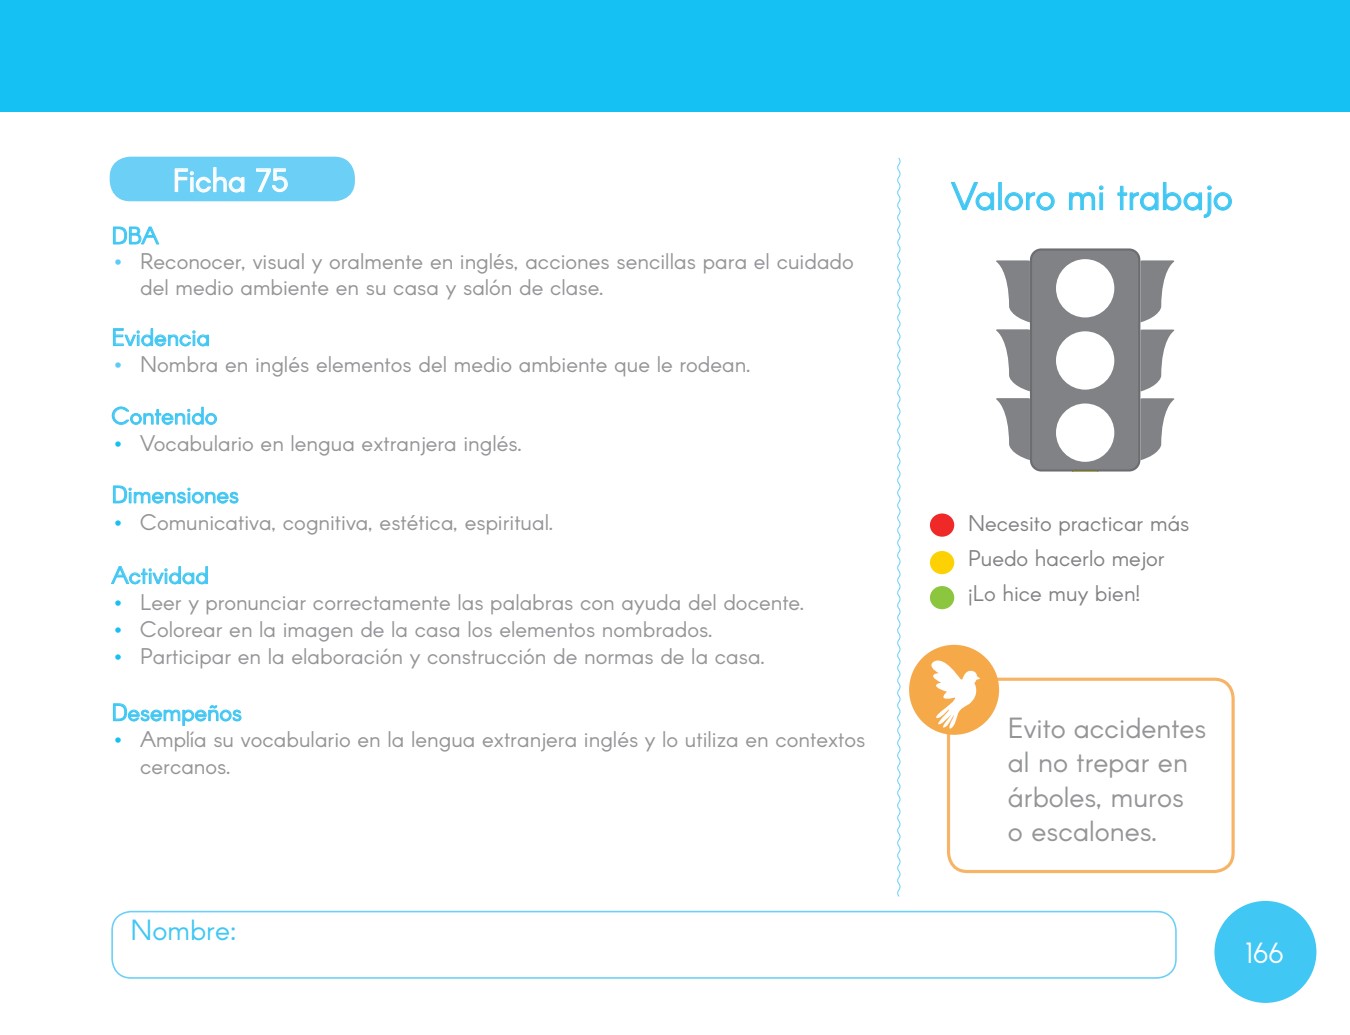 Ficha 75
DBA
• Reconocer, visual y oralmente en inglés, acciones sencillas para el cuidado
del medio ambiente en su casa y salón de clase.
Evidencia
• Nombra en inglés elementos del medio ambiente que le rodean.
Contenido
• Vocabulario en lengua extranjera inglés.
Dimensiones
• Comunicativa, cognitiva, estética, espiritual.
Actividad
• Leer y pronunciar correctamente las palabras con ayuda del docente.
• Colorear en la imagen de la casa los elementos nombrados.
• Participar en la elaboración y construcción de normas de la casa.
Desempeños
• Amplía su vocabulario en la lengua extranjera inglés y lo utiliza en contextos
cercanos.
Valoro mi trabajo
Necesito practicar más
Puedo hacerlo mejor
¡Lo hice muy bien!
Evito accidentes
al no trepar en
árboles, muros
o escalones.
Nombre:
166